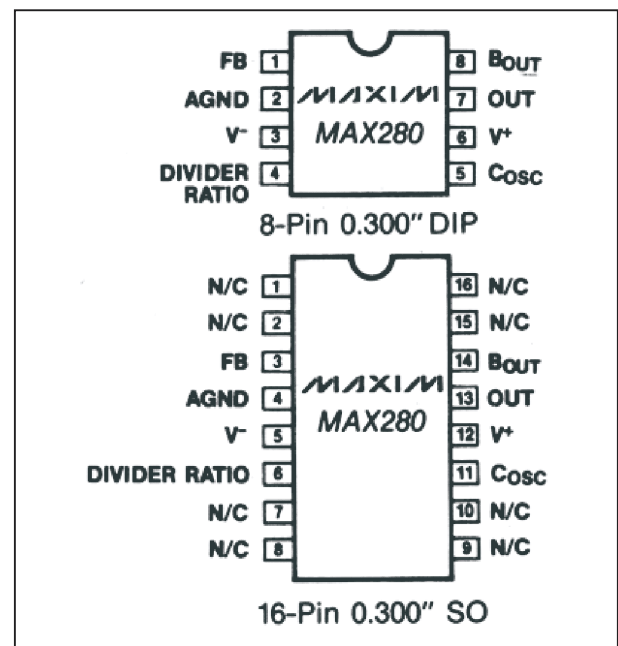 FB 1 8 BOUT
AGND 2 MAXIM 7 OUT
V- 3 MAX280 6 V+
DIVIDER RATIO 4 5 COSC
8-Pin 0.300" DIP
N/C 1 16 N/C
N/C 2 15 N/C
FB 3 14 BOUT
AGND 4 MAXIM 13 OUT
V- 5 MAX280 12 V+
DIVIDER RATIO 6 11 COSC
N/C 7 10 N/C
N/C 8 9 N/C
16-Pin 0.300" SO